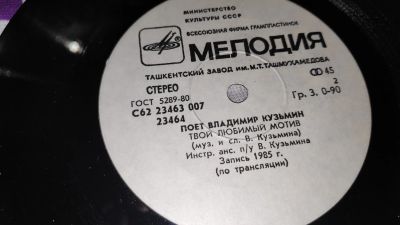 МИНИСТЕРСТВО
КУЛЬТУРЫ СССР
ВСЕСОЮЗНАЯ ФИРМА ГРАМПЛАСТИНОК
МЕЛОДИЯ
ТАШКЕНТСКИЙ ЗАВОД им. М.Т. ТАШМУХАМЕДОВА
СТЕРЕО
45
ГОСТ 5289-80
2
С62 23463 007
Гр. 3. 0-90
23464
ПОЕТ ВЛАДИМИР КУЗЬМИН
ТВОЙ ЛЮБИМЫЙ МОТИВ
(муз. и сл. В. Кузьмина)
Инстр. анс. п/у В. Кузьмина
Запись 1985 г.
(по трансляции)